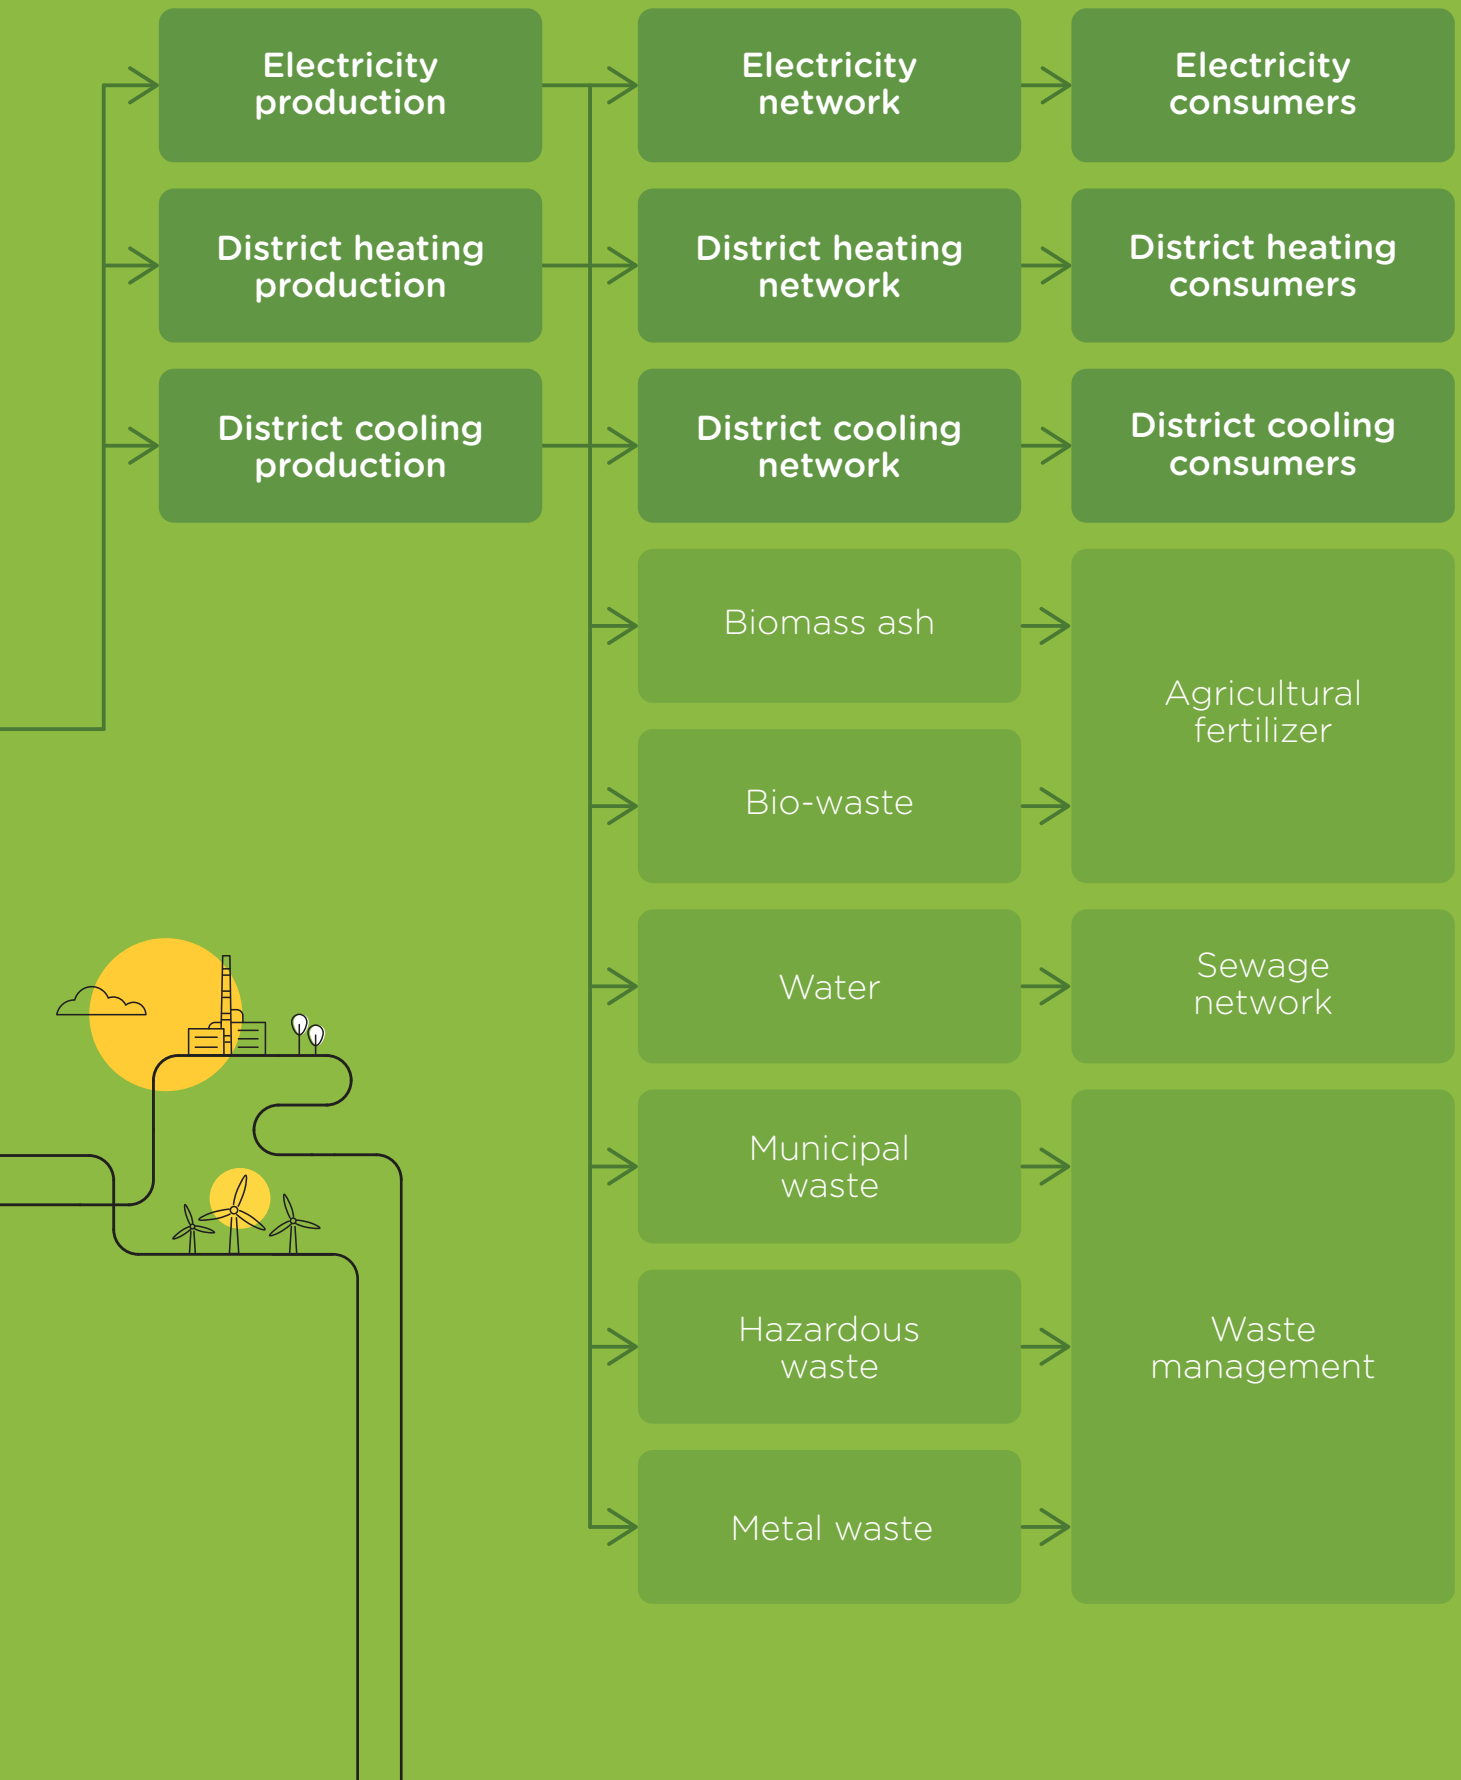 Electricity
production
Electricity
network
Electricity
consumers
District heating
production
District heating
network
District heating
consumers
District cooling
production
District cooling
network
District cooling
consumers
Biomass ash
Agricultural
fertilizer
Bio-waste
Water
Sewage
network
Municipal
waste
Hazardous
waste
Waste
management
Metal waste